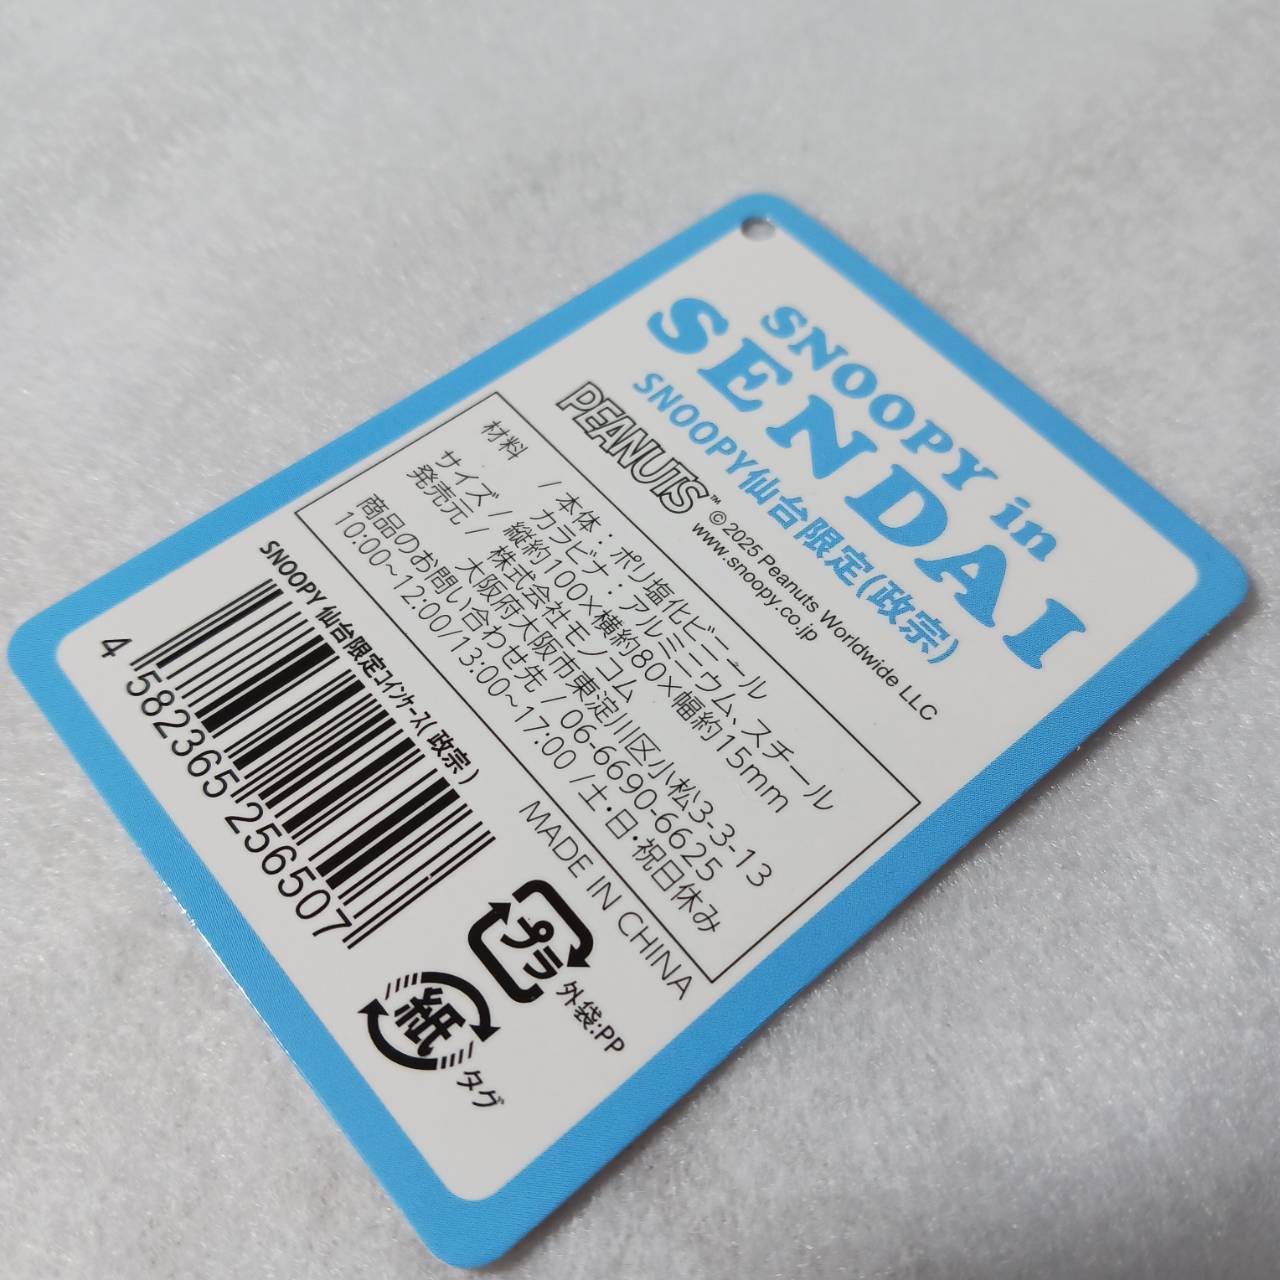 SNOOPY in
SENDAI
SNOOPY仙台限定(政宗)
PEANUTS™
©2025 Peanuts Worldwide LLC
www.snoopy.co.jp
材料 / 本体：ポリ塩化ビニール
カラビナ：アルミニウム、スチール
サイズ / 縦約100×横約80×幅約15mm
発売元 / 株式会社モノコム
大阪府大阪市東淀川区小松3-3-13
商品のお問い合わせ先 / 06-6690-6625
10:00~12:00/13:00~17:00 /土・日・祝日休み
MADE IN CHINA
SNOOPY仙台限定コインケース(政宗)
4 582365 256507
プラ 外袋:PP
紙 タグ